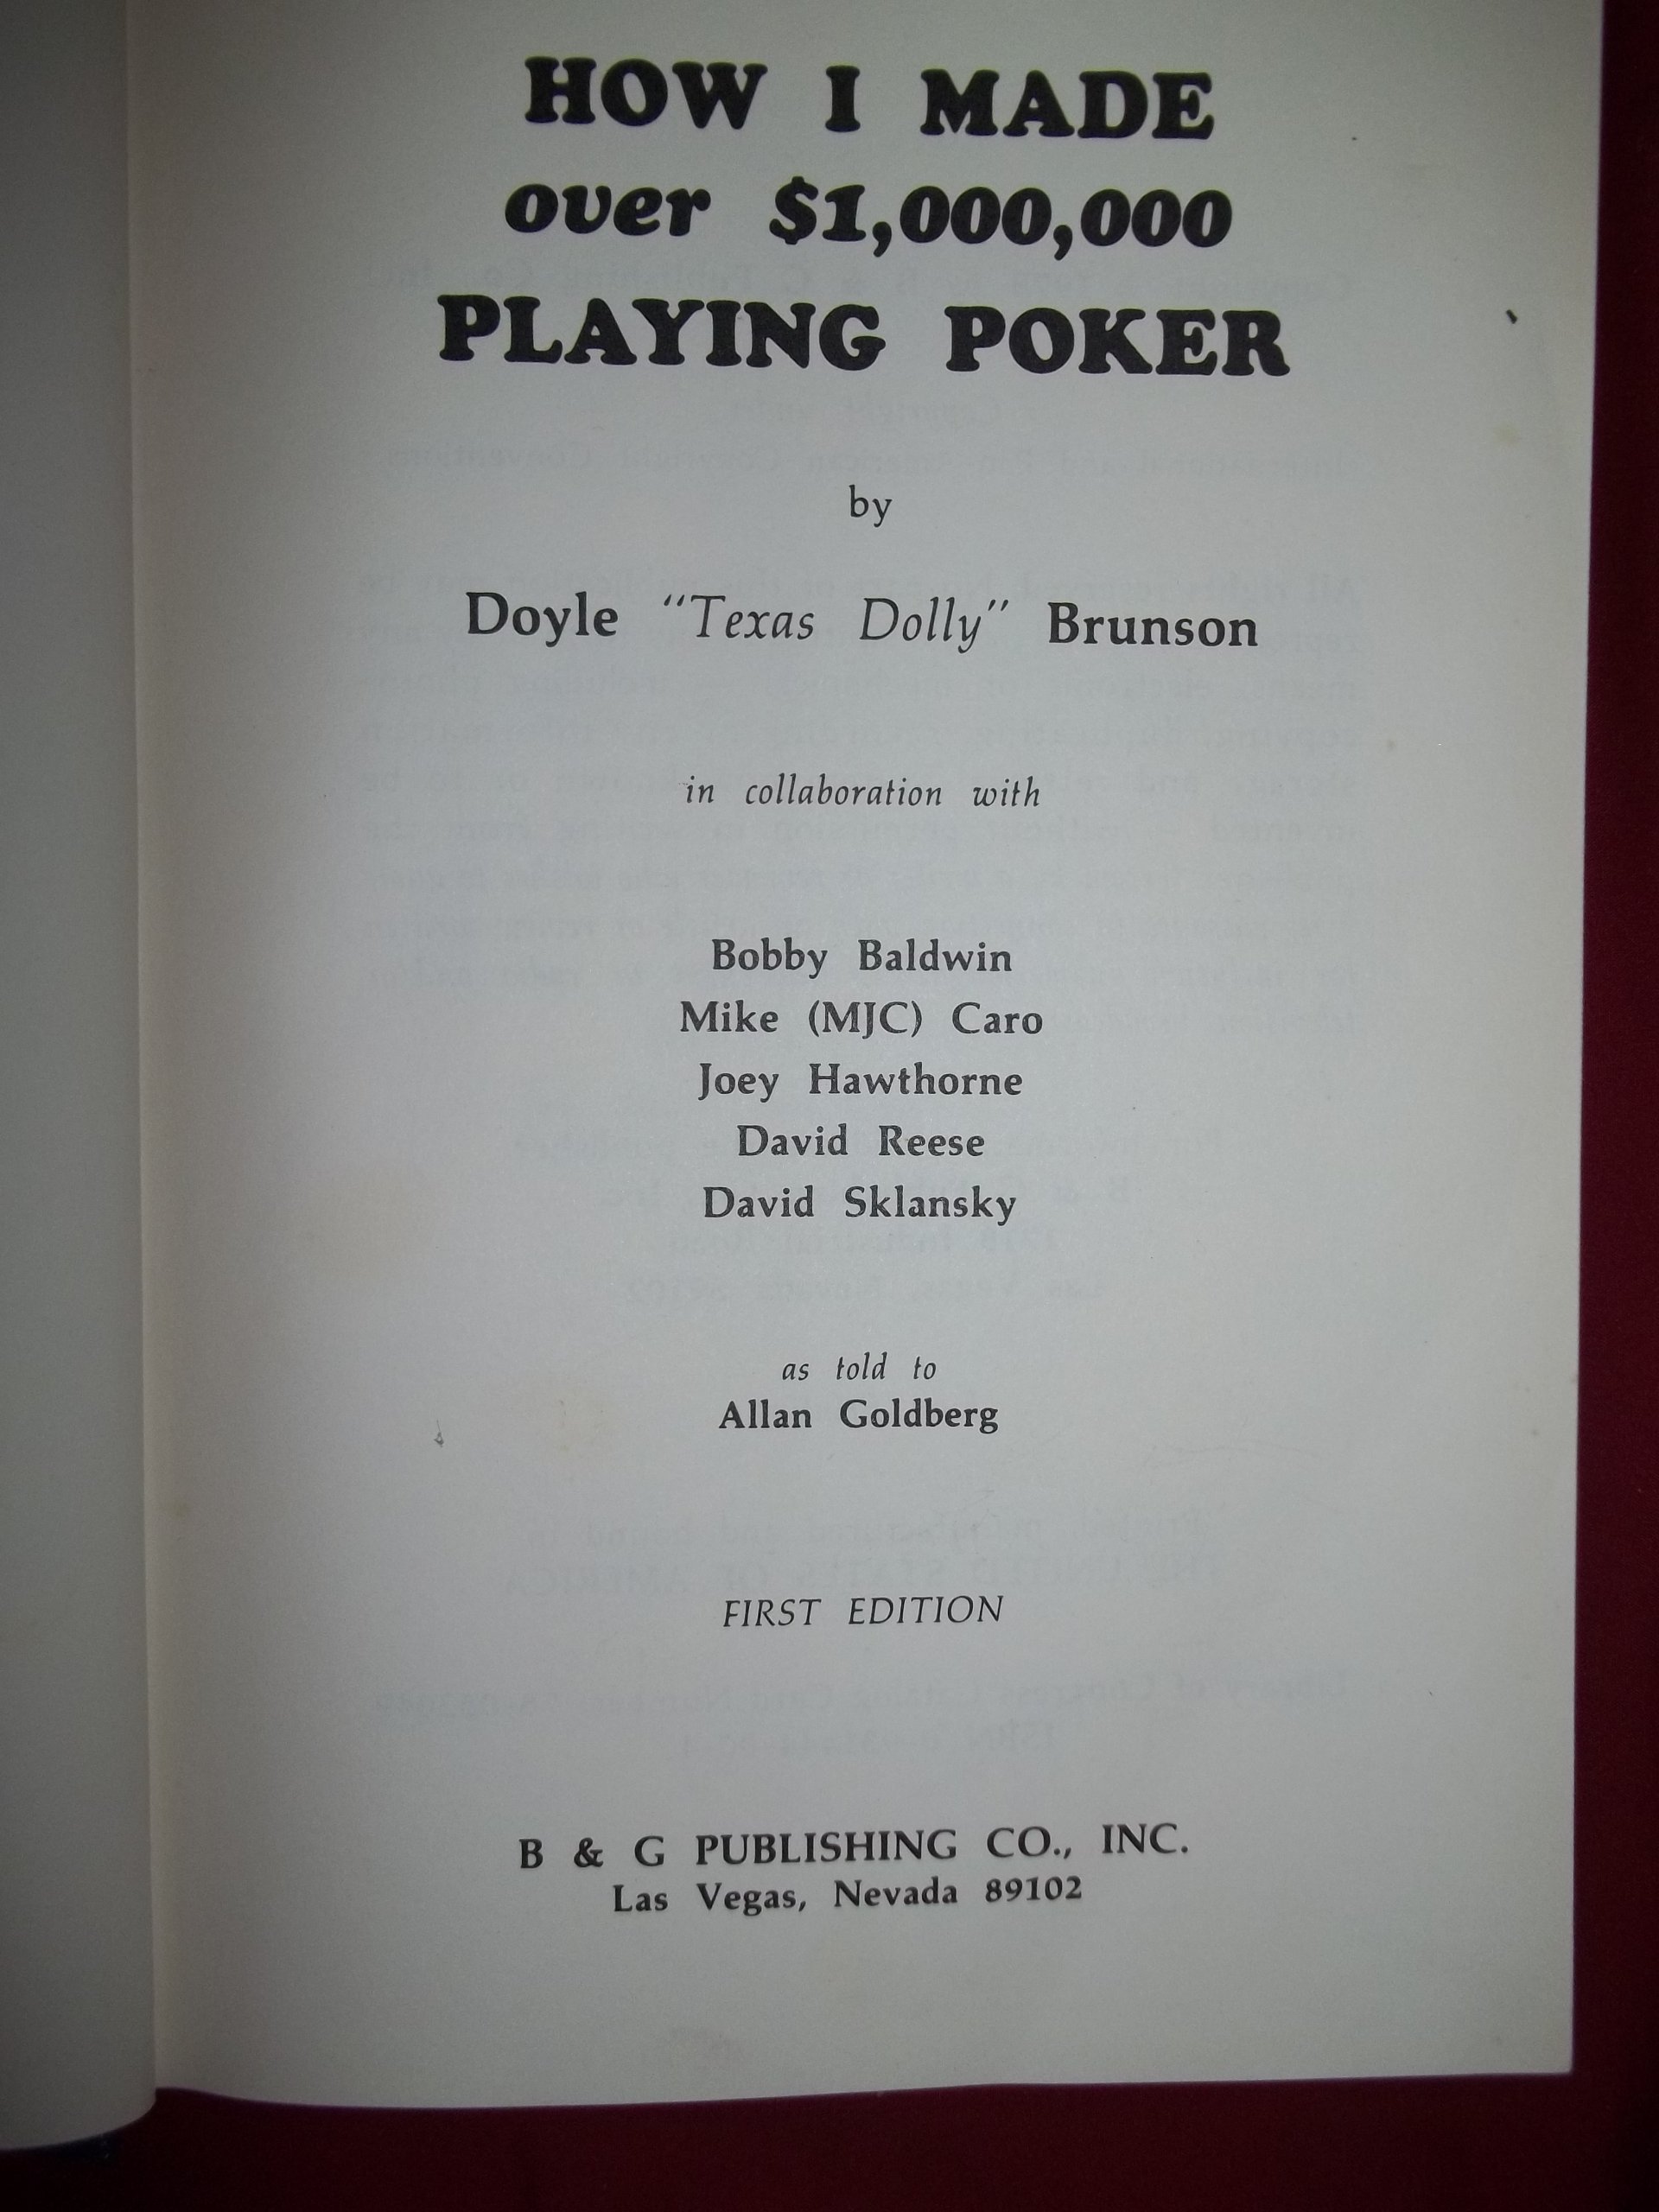 HOW I MADE
over $1,000,000
PLAYING POKER
by
Doyle "Texas Dolly" Brunson
in collaboration with
Bobby Baldwin
Mike (MJC) Caro
Joey Hawthorne
David Reese
David Sklansky
as told to
Allan Goldberg
FIRST EDITION
B & G PUBLISHING CO., INC.
Las Vegas, Nevada 89102